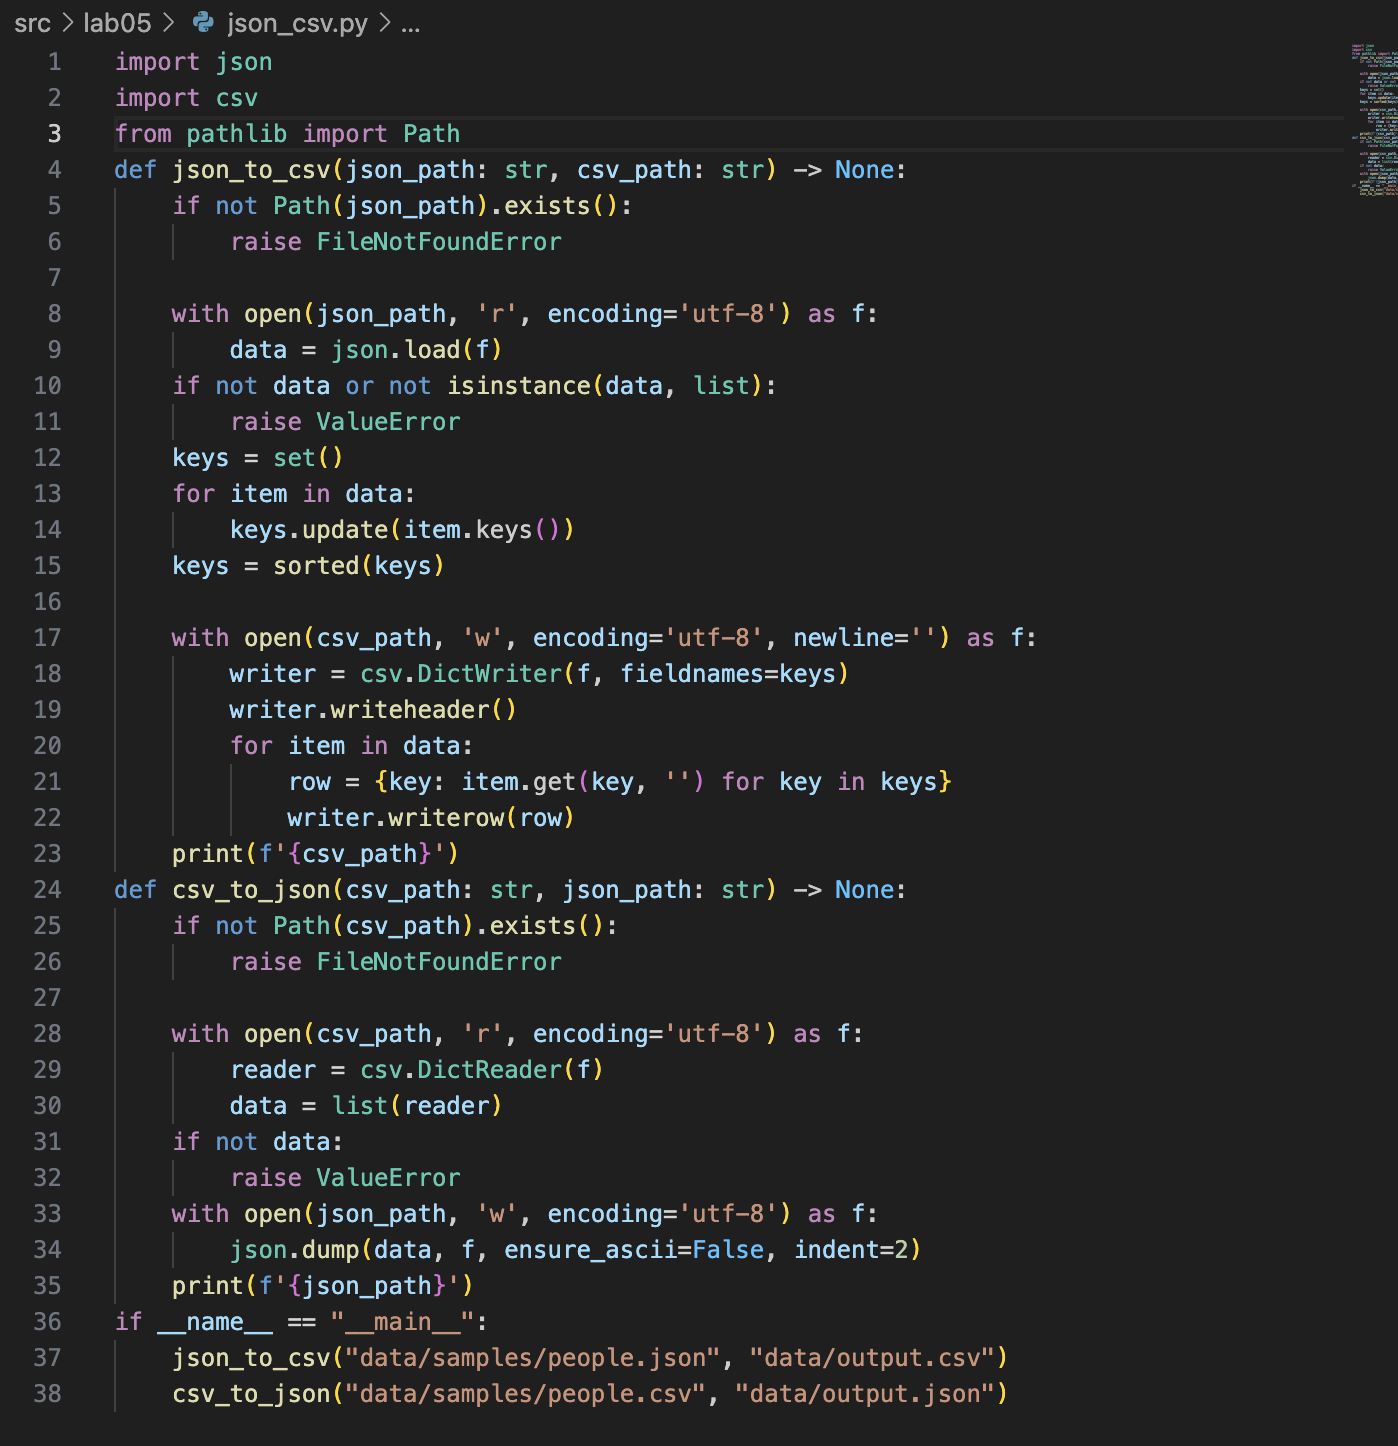 src > lab05 > json_csv.py > ...
1 import json
2 import csv
3 from pathlib import Path
4 def json_to_csv(json_path: str, csv_path: str) -> None:
5     if not Path(json_path).exists():
6         raise FileNotFoundError
7
8     with open(json_path, 'r', encoding='utf-8') as f:
9         data = json.load(f)
10     if not data or not isinstance(data, list):
11         raise ValueError
12     keys = set()
13     for item in data:
14         keys.update(item.keys())
15     keys = sorted(keys)
16
17     with open(csv_path, 'w', encoding='utf-8', newline='') as f:
18         writer = csv.DictWriter(f, fieldnames=keys)
19         writer.writeheader()
20         for item in data:
21             row = {key: item.get(key, '') for key in keys}
22             writer.writerow(row)
23     print(f'{csv_path}')
24 def csv_to_json(csv_path: str, json_path: str) -> None:
25     if not Path(csv_path).exists():
26         raise FileNotFoundError
27
28     with open(csv_path, 'r', encoding='utf-8') as f:
29         reader = csv.DictReader(f)
30         data = list(reader)
31     if not data:
32         raise ValueError
33     with open(json_path, 'w', encoding='utf-8') as f:
34         json.dump(data, f, ensure_ascii=False, indent=2)
35     print(f'{json_path}')
36 if __name__ == "__main__":
37     json_to_csv("data/samples/people.json", "data/output.csv")
38     csv_to_json("data/samples/people.csv", "data/output.json")